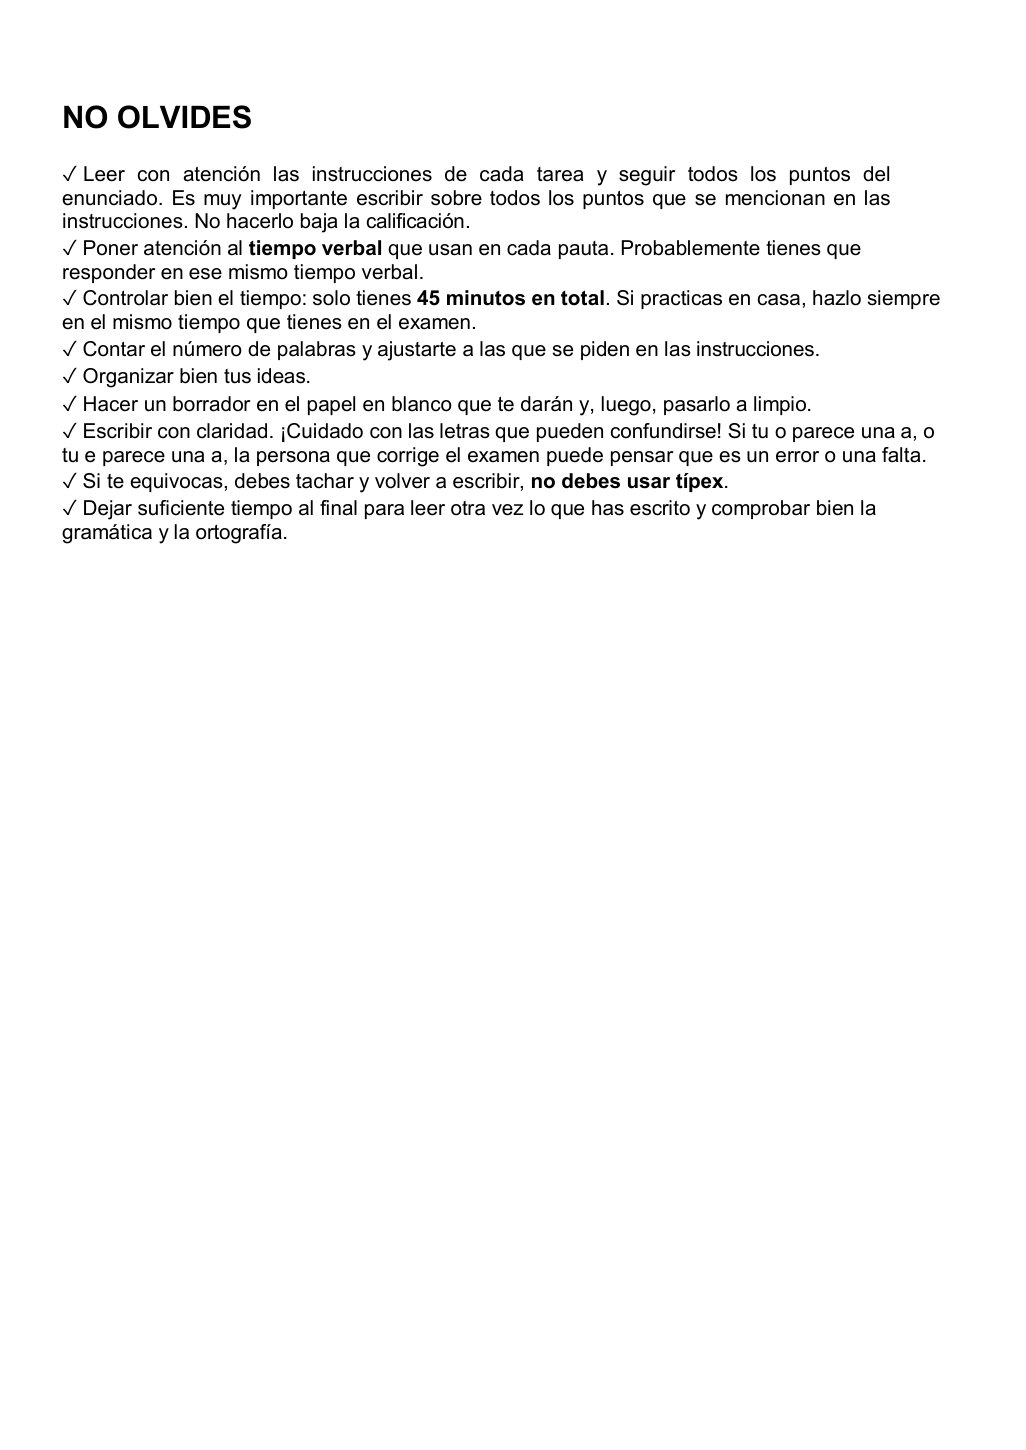 NO OLVIDES
✓ Leer con atención las instrucciones de cada tarea y seguir todos los puntos del
enunciado. Es muy importante escribir sobre todos los puntos que se mencionan en las
instrucciones. No hacerlo baja la calificación.
✓ Poner atención al tiempo verbal que usan en cada pauta. Probablemente tienes que
responder en ese mismo tiempo verbal.
✓ Controlar bien el tiempo: solo tienes 45 minutos en total. Si practicas en casa, hazlo siempre
en el mismo tiempo que tienes en el examen.
✓ Contar el número de palabras y ajustarte a las que se piden en las instrucciones.
✓ Organizar bien tus ideas.
✓ Hacer un borrador en el papel en blanco que te darán y, luego, pasarlo a limpio.
✓ Escribir con claridad. ¡Cuidado con las letras que pueden confundirse! Si tu o parece una a, o
tu e parece una a, la persona que corrige el examen puede pensar que es un error o una falta.
✓ Si te equivocas, debes tachar y volver a escribir, no debes usar típex.
✓ Dejar suficiente tiempo al final para leer otra vez lo que has escrito y comprobar bien la
gramática y la ortografía.